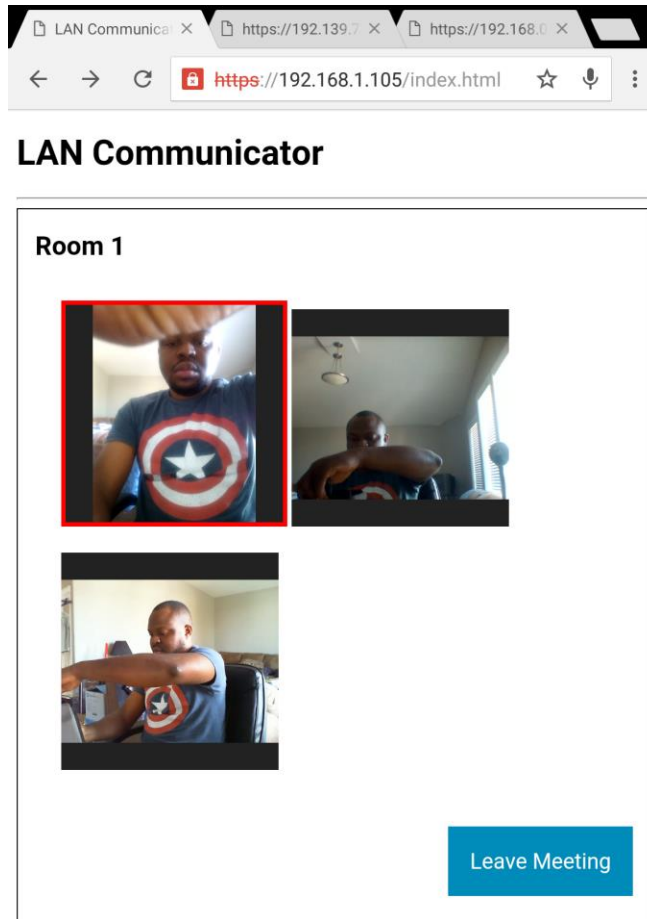 LAN Communica
https://192.139.7
https://192.168.0
https://192.168.1.105/index.html
LAN Communicator
Room 1
Leave Meeting